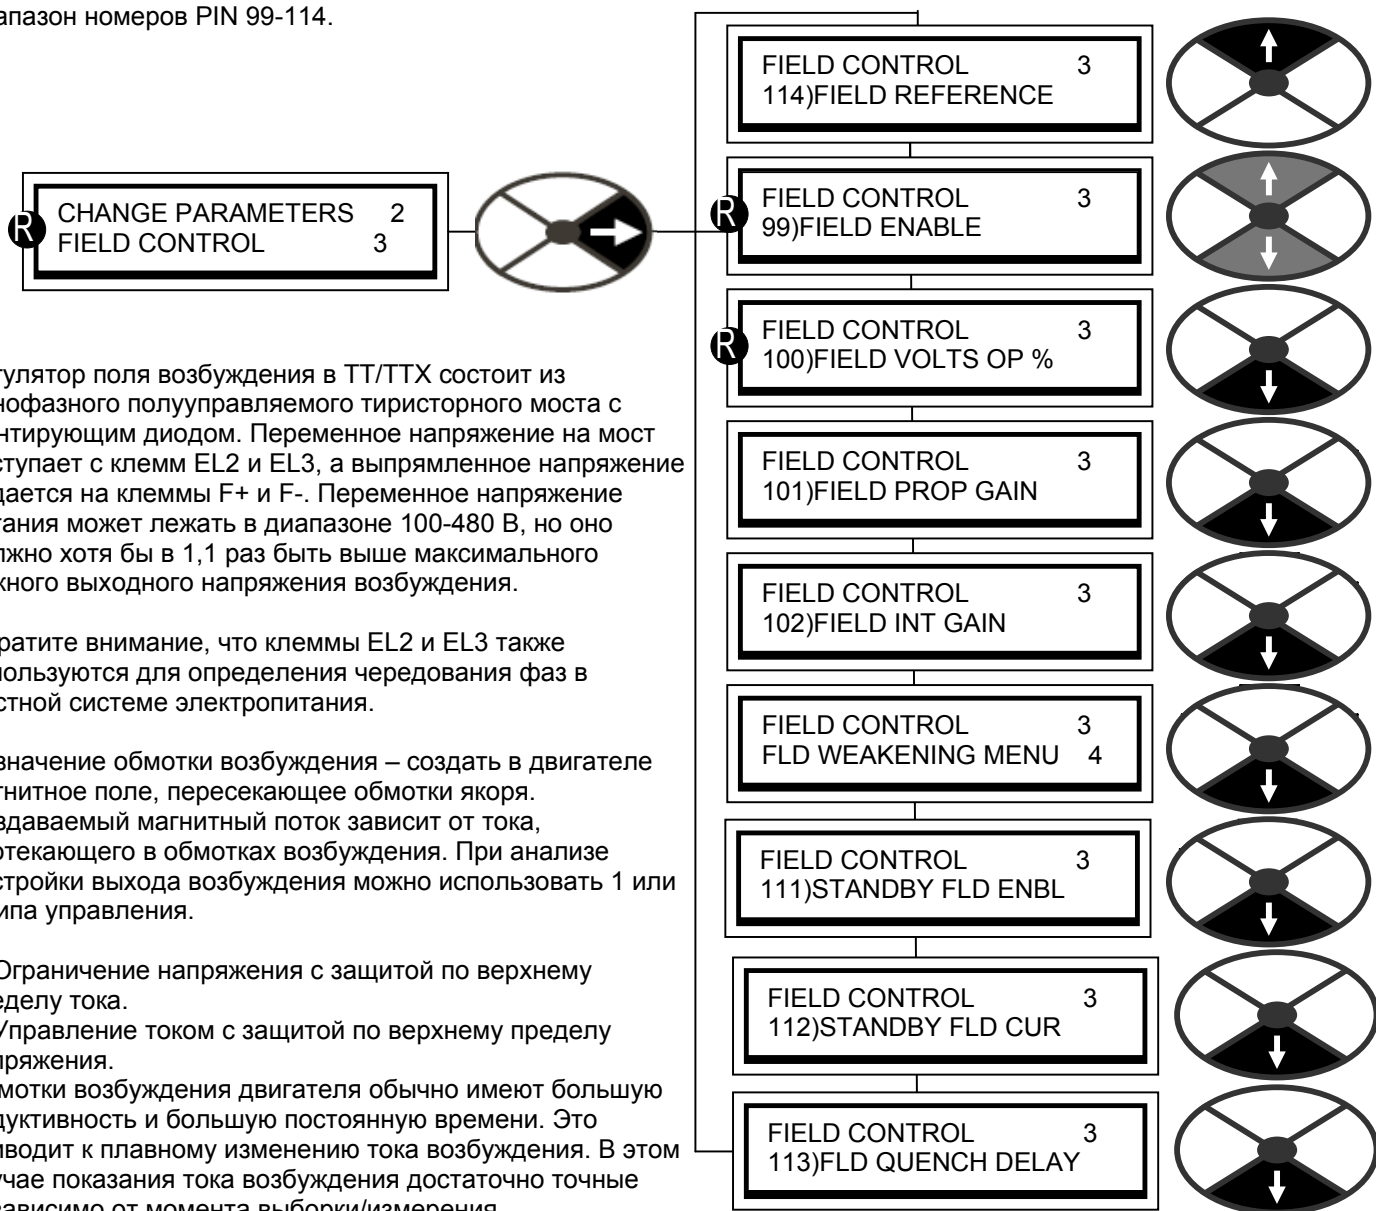 апазон номеров PIN 99-114.
CHANGE PARAMETERS 2
FIELD CONTROL 3
R
гулятор поля возбуждения в TT/TTX состоит из
нофазного полууправляемого тиристорного моста с
нтирующим диодом. Переменное напряжение на мост
ступает с клемм EL2 и EL3, а выпрямленное напряжение
дается на клеммы F+ и F-. Переменное напряжение
тания может лежать в диапазоне 100-480 В, но оно
лжно хотя бы в 1,1 раз быть выше максимального
жного выходного напряжения возбуждения.
ратите внимание, что клеммы EL2 и EL3 также
пользуются для определения чередования фаз в
стной системе электропитания.
значение обмотки возбуждения – создать в двигателе
гнитное поле, пересекающее обмотки якоря.
здаваемый магнитный поток зависит от тока,
отекающего в обмотках возбуждения. При анализе
стройки выхода возбуждения можно использовать 1 или
ипа управления.
Ограничение напряжения с защитой по верхнему
еделу тока.
Управление током с защитой по верхнему пределу
пряжения.
мотки возбуждения двигателя обычно имеют большую
дуктивность и большую постоянную времени. Это
иводит к плавному изменению тока возбуждения. В этом
учае показания тока возбуждения достаточно точные
зависимо от момента выборки/измерения.
FIELD CONTROL 3
114)FIELD REFERENCE
R
FIELD CONTROL 3
99)FIELD ENABLE
R
FIELD CONTROL 3
100)FIELD VOLTS OP %
FIELD CONTROL 3
101)FIELD PROP GAIN
FIELD CONTROL 3
102)FIELD INT GAIN
FIELD CONTROL 3
FLD WEAKENING MENU 4
FIELD CONTROL 3
111)STANDBY FLD ENBL
FIELD CONTROL 3
112)STANDBY FLD CUR
FIELD CONTROL 3
113)FLD QUENCH DELAY